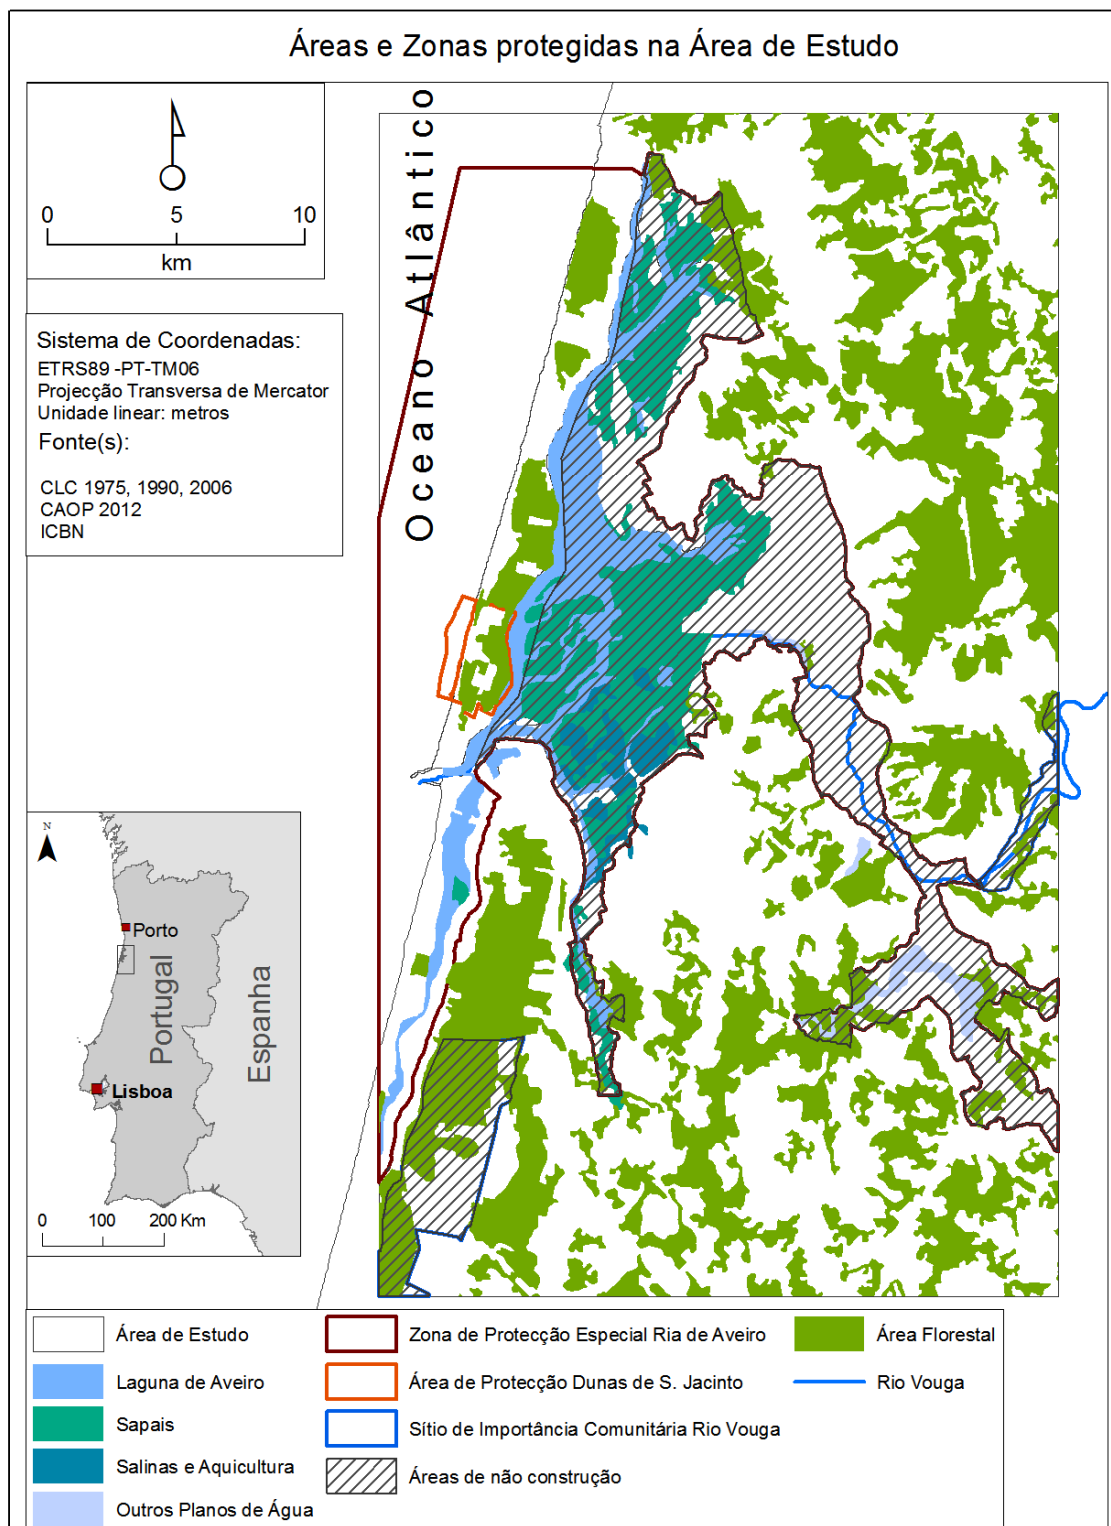 Áreas e Zonas protegidas na Área de Estudo
0 5 10
km
Oceano Atlântico
Sistema de Coordenadas:
ETRS89 -PT-TM06
Projecção Transversa de Mercator
Unidade linear: metros
Fonte(s):
CLC 1975, 1990, 2006
CAOP 2012
ICBN
N
Porto
Portugal
Espanha
Lisboa
0 100 200 Km
Área de Estudo
Laguna de Aveiro
Sapais
Salinas e Aquicultura
Outros Planos de Água
Zona de Protecção Especial Ria de Aveiro
Área de Protecção Dunas de S. Jacinto
Sítio de Importância Comunitária Rio Vouga
Áreas de não construção
Área Florestal
Rio Vouga